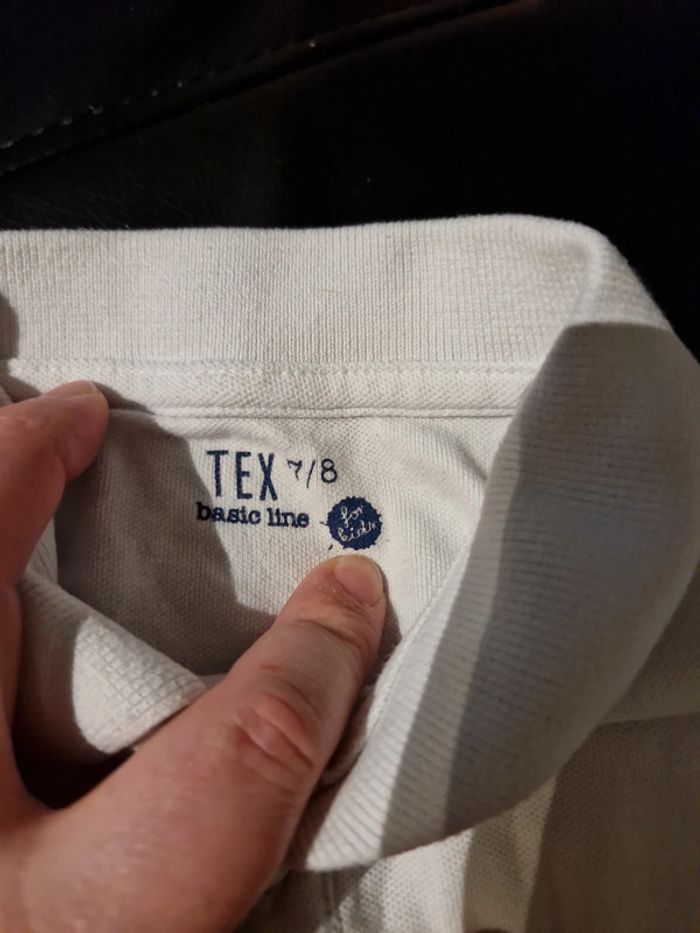 TEX 7/8
basic line
for
kids